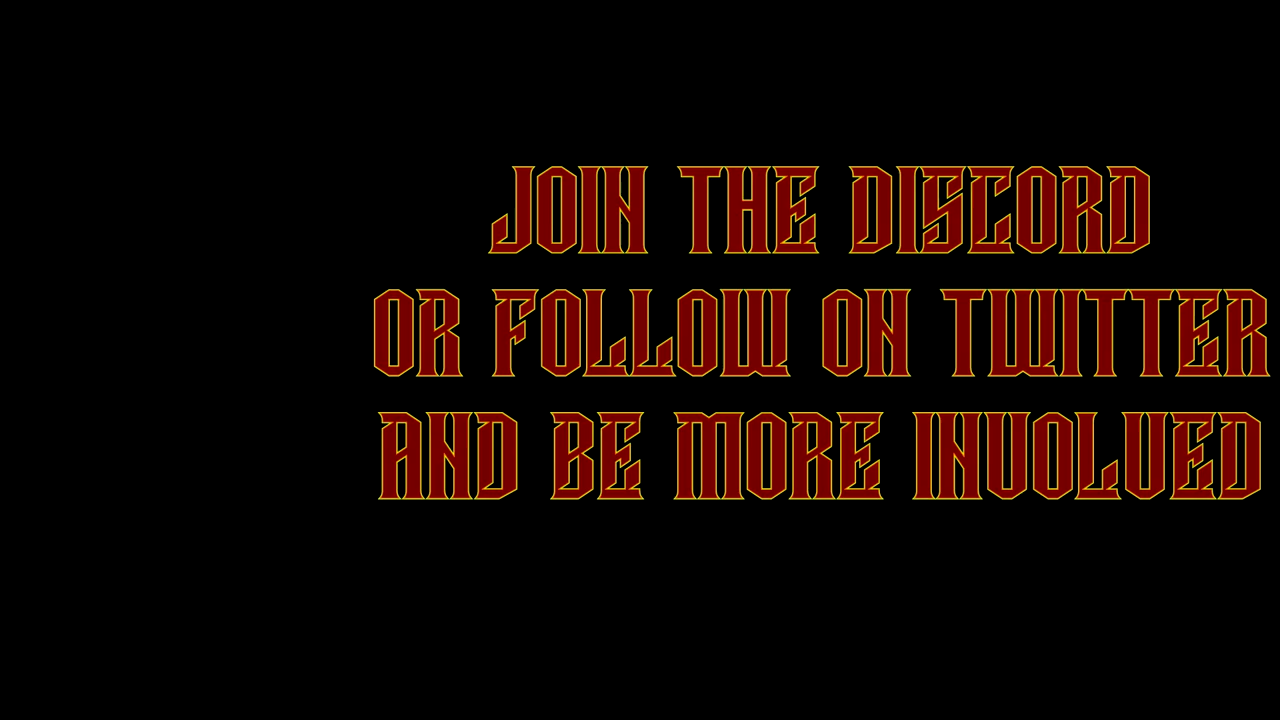 JOIN THE DISCORD
OR FOLLOW ON TWITTER
AND BE MORE INVOLVED